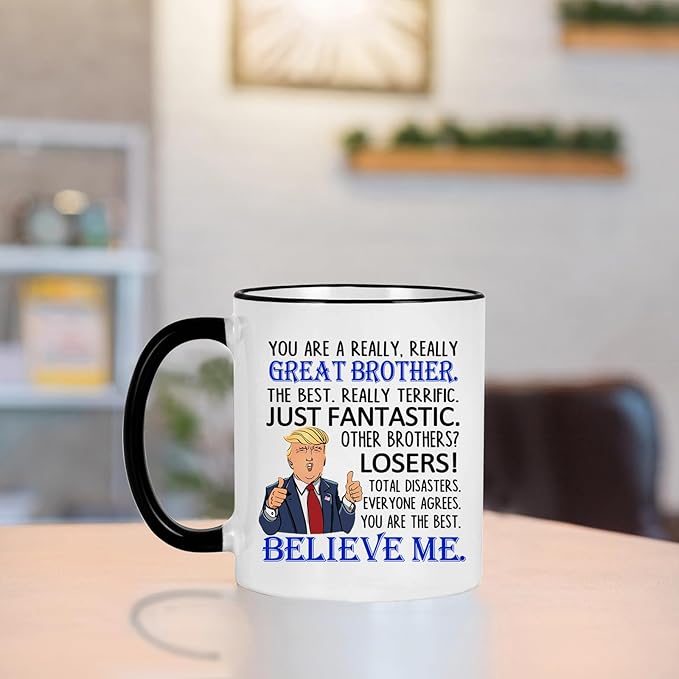 YOU ARE A REALLY, REALLY
GREAT BROTHER.
THE BEST. REALLY TERRIFIC.
JUST FANTASTIC.
OTHER BROTHERS?
LOSERS!
TOTAL DISASTERS.
EVERYONE AGREES.
YOU ARE THE BEST.
BELIEVE ME.